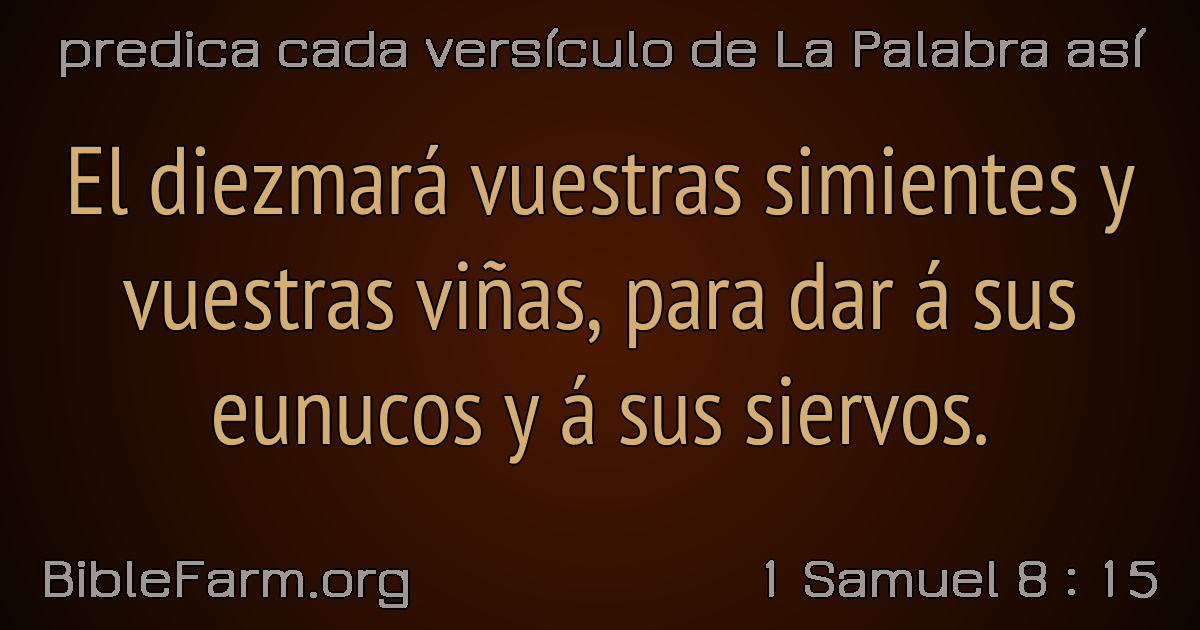 predica cada versículo de La Palabra así
El diezmará vuestras simientes y
vuestras viñas, para dar á sus
eunucos y á sus siervos.
BibleFarm.org
1 Samuel 8 : 15